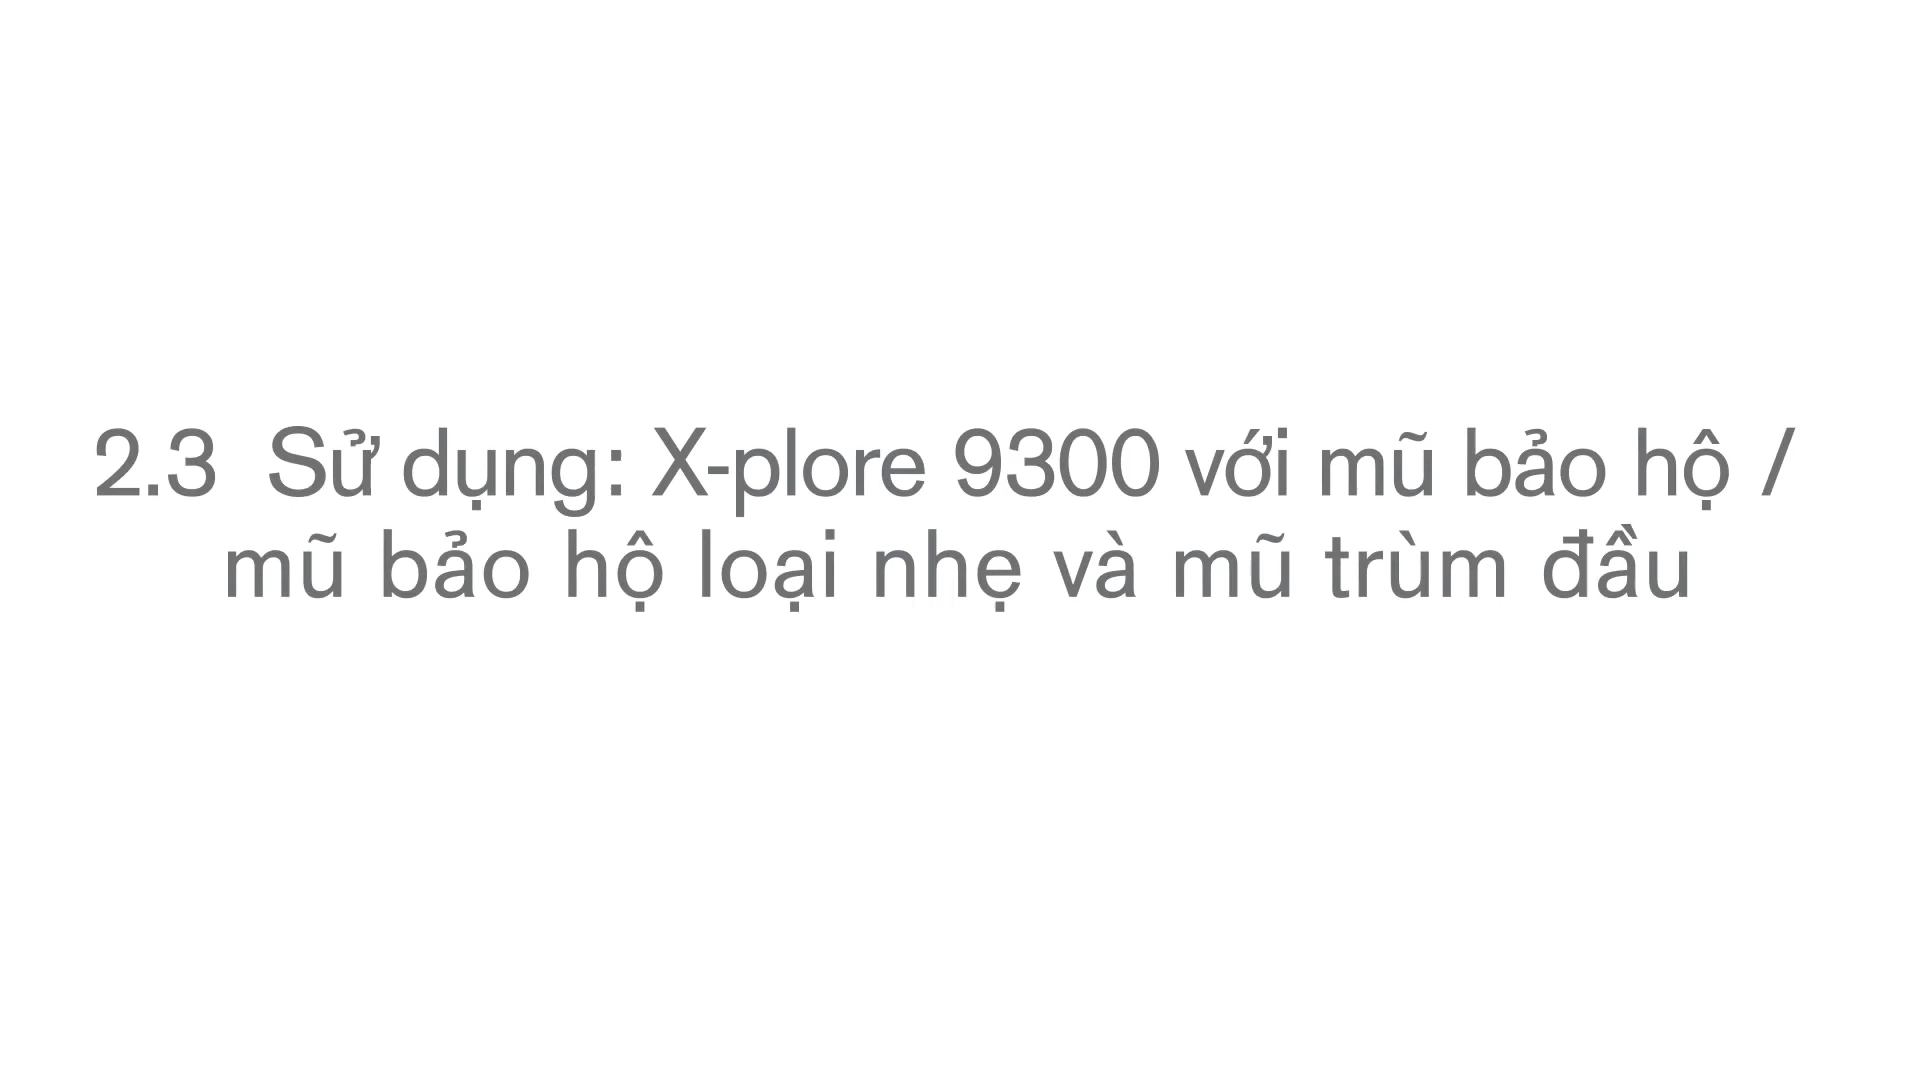 2.3 Sử dụng: X-plore 9300 với mũ bảo hộ /
mũ bảo hộ loại nhẹ và mũ trùm đầu